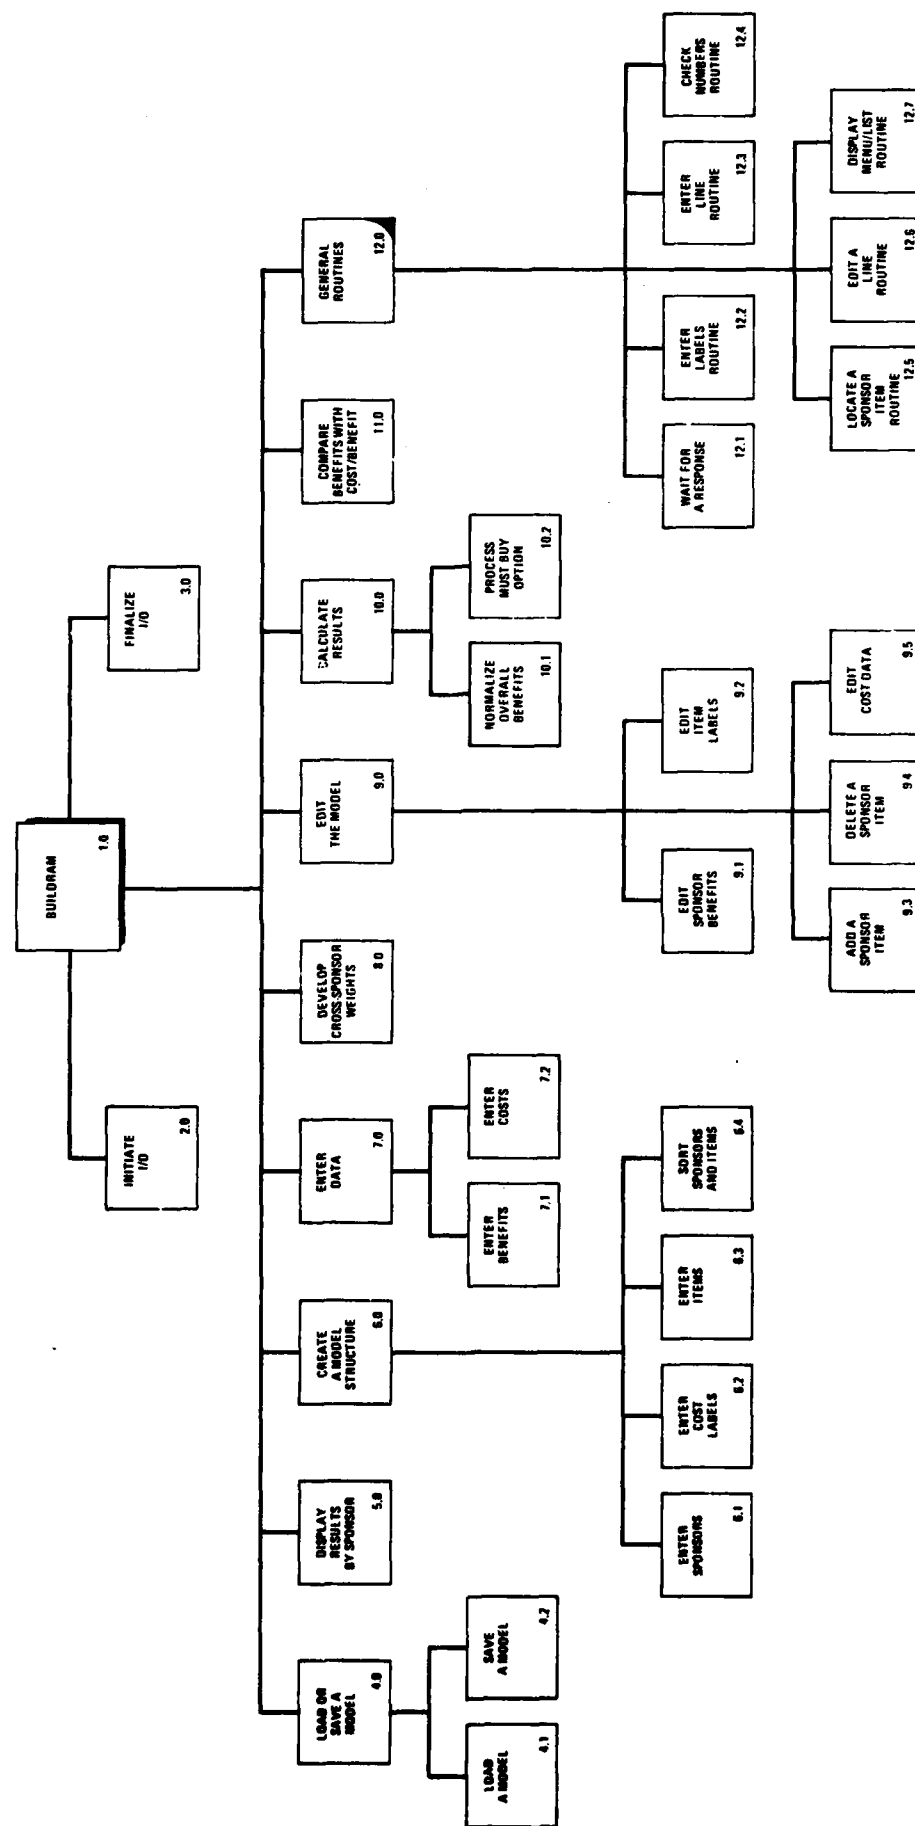 BUILDRAM
1.0
INITIATE
I/O
2.0
FINALIZE
I/O
3.0
LOAD OR
SAVE A
MODEL
4.0
DISPLAY
RESULTS
BY SPONSOR
5.0
CREATE
A MODEL
STRUCTURE
6.0
ENTER
DATA
7.0
DEVELOP
CROSS-SPONSOR
WEIGHTS
8.0
EDIT
THE MODEL
9.0
CALCULATE
RESULTS
10.0
COMPARE
BENEFITS WITH
COST/BENEFIT
11.0
GENERAL
ROUTINES
12.0
LOAD
A MODEL
4.1
SAVE
A MODEL
4.2
ENTER
BENEFITS
7.1
ENTER
COSTS
7.2
NORMALIZE
OVERALL
BENEFITS
10.1
PROCESS
MUST BUY
OPTION
10.2
ENTER
SPONSORS
6.1
ENTER
COST
LABELS
6.2
ENTER
ITEMS
6.3
SORT
SPONSORS
AND ITEMS
6.4
EDIT
SPONSOR
BENEFITS
9.1
EDIT
ITEM
LABELS
9.2
WAIT FOR
A RESPONSE
12.1
ENTER
LABELS
ROUTINE
12.2
ENTER
LINE
ROUTINE
12.3
CHECK
NUMBERS
ROUTINE
12.4
ADD A
SPONSOR
ITEM
9.3
DELETE A
SPONSOR
ITEM
9.4
EDIT
COST DATA
9.5
LOCATE A
SPONSOR
ITEM
ROUTINE
12.5
EDIT A
LINE
ROUTINE
12.6
DISPLAY
MENU/LIST
ROUTINE
12.7